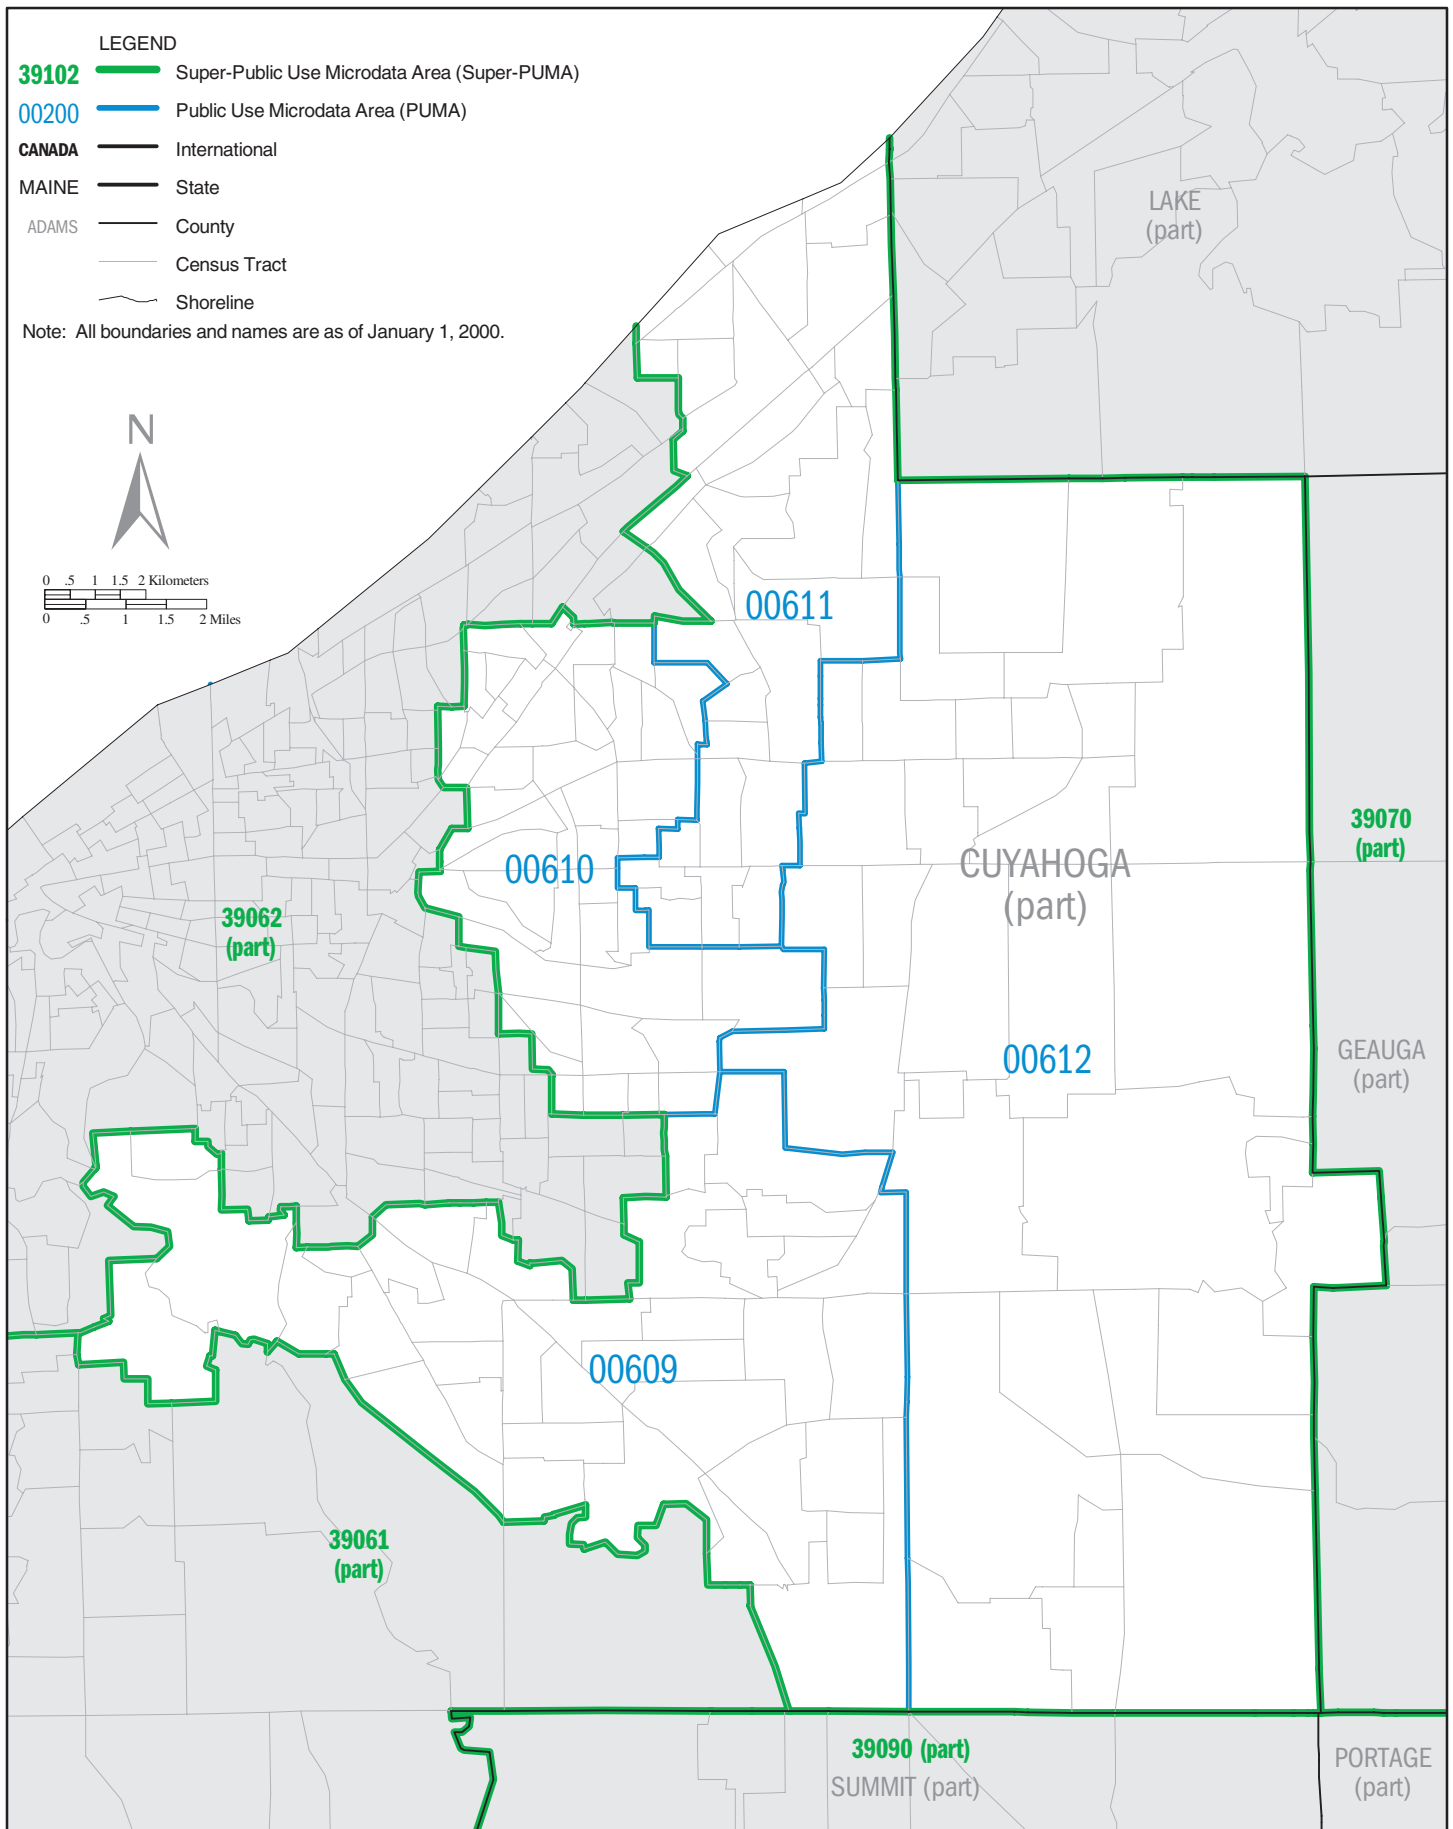 LEGEND
39102 Super-Public Use Microdata Area (Super-PUMA)
00200 Public Use Microdata Area (PUMA)
CANADA International
MAINE State
ADAMS County
Census Tract
Shoreline
Note: All boundaries and names are as of January 1, 2000.
LAKE
(part)
N
0 .5 1 1.5 2 Kilometers
0 .5 1 1.5 2 Miles
00611
39070
(part)
CUYAHOGA
(part)
00610
39062
(part)
00612
GEAUGA
(part)
00609
39061
(part)
39090 (part)
SUMMIT (part)
PORTAGE
(part)